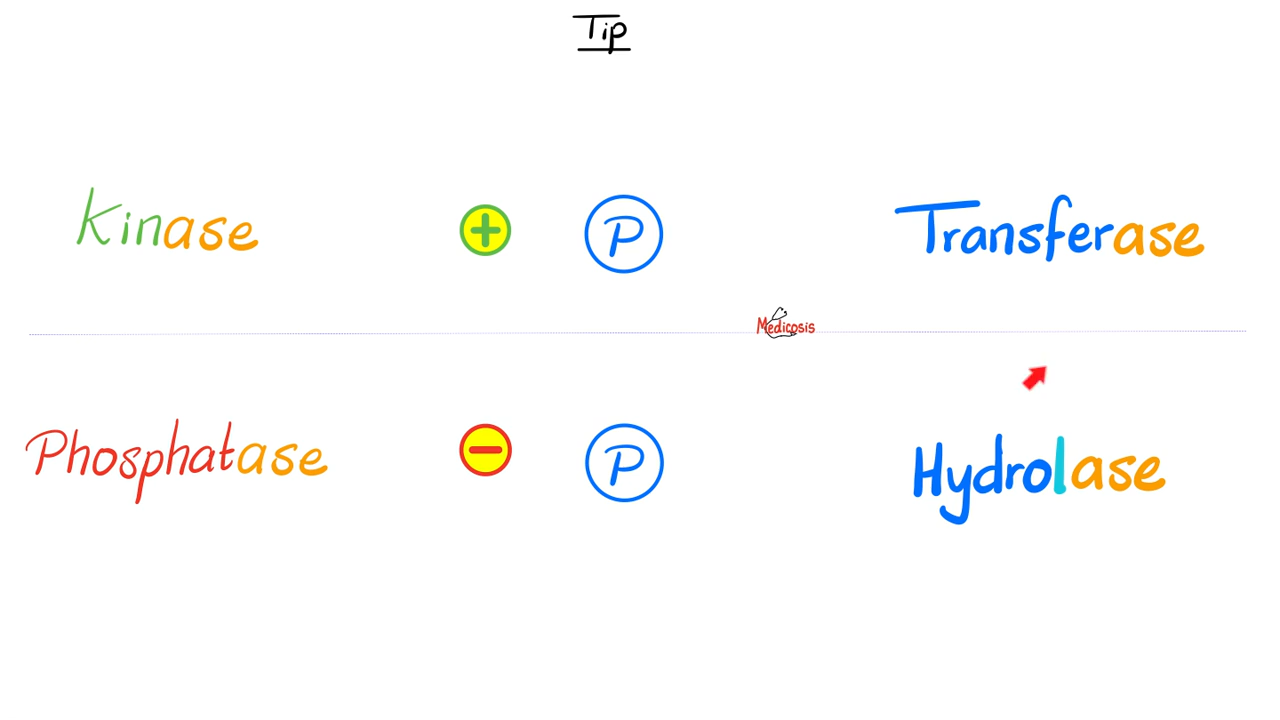 Tip
Kinase + P Transferase
Medicosis
Phosphatase − P Hydrolase